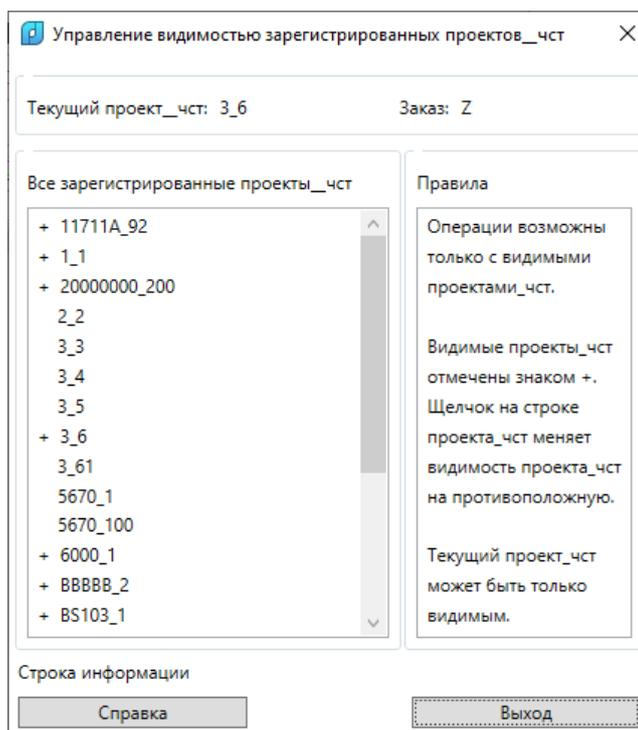 Управление видимостью зарегистрированных проектов__чст
Текущий проект__чст: 3_6
Заказ: Z
Все зарегистрированные проекты__чст
+ 11711A_92
+ 1_1
+ 20000000_200
2_2
3_3
3_4
3_5
+ 3_6
3_61
5670_1
5670_100
+ 6000_1
+ BBBBB_2
+ BS103_1
Правила
Операции возможны
только с видимыми
проектами_чст.
Видимые проекты_чст
отмечены знаком +.
Щелчок на строке
проекта_чст меняет
видимость проекта_чст
на противоположную.
Текущий проект_чст
может быть только
видимым.
Строка информации
Справка
Выход